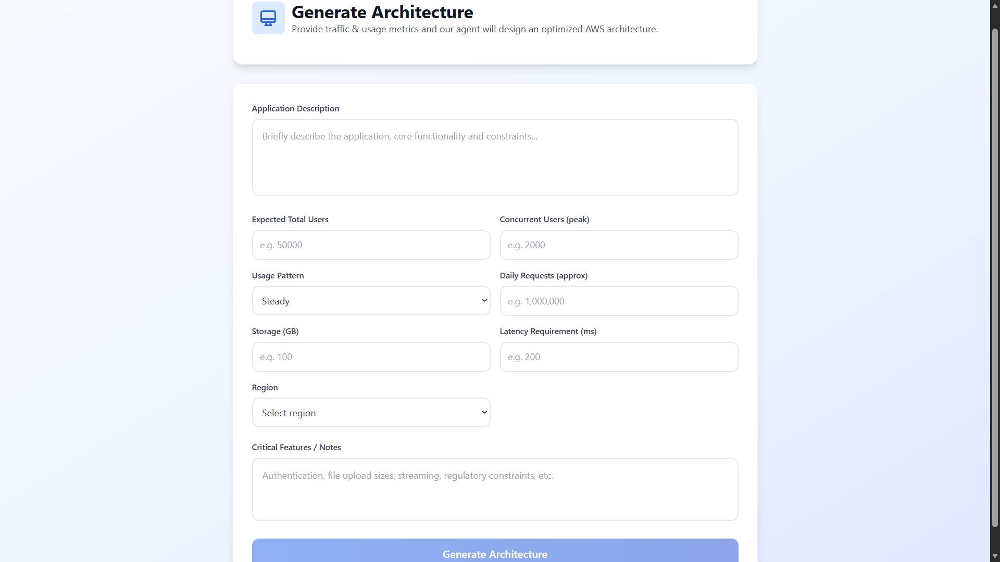 Generate Architecture
Provide traffic & usage metrics and our agent will design an optimized AWS architecture.
Application Description
Briefly describe the application, core functionality and constraints...
Expected Total Users
Concurrent Users (peak)
e.g. 50000
e.g. 2000
Usage Pattern
Daily Requests (approx)
Steady
e.g. 1,000,000
Storage (GB)
Latency Requirement (ms)
e.g. 100
e.g. 200
Region
Select region
Critical Features / Notes
Authentication, file upload sizes, streaming, regulatory constraints, etc.
Generate Architecture